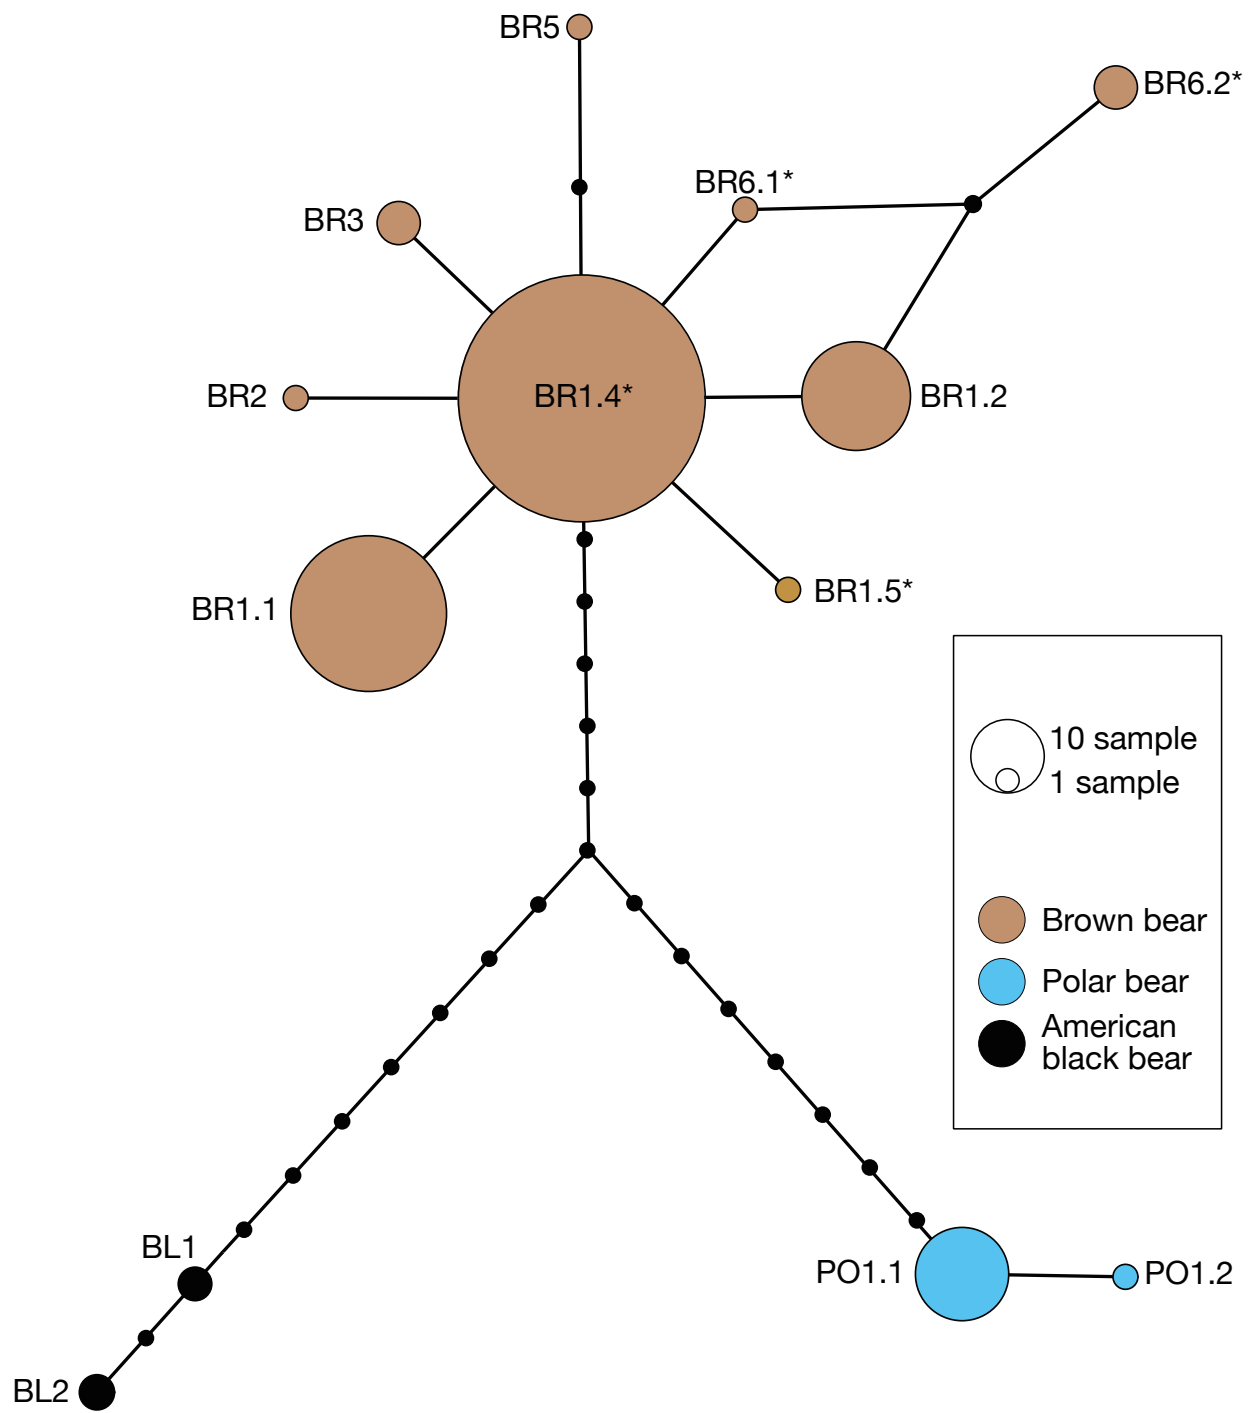 BR5
BR6.2*
BR6.1*
BR3
BR1.4*
BR2
BR1.2
BR1.5*
BR1.1
10 sample
1 sample
Brown bear
Polar bear
American
black bear
BL1
PO1.1
PO1.2
BL2